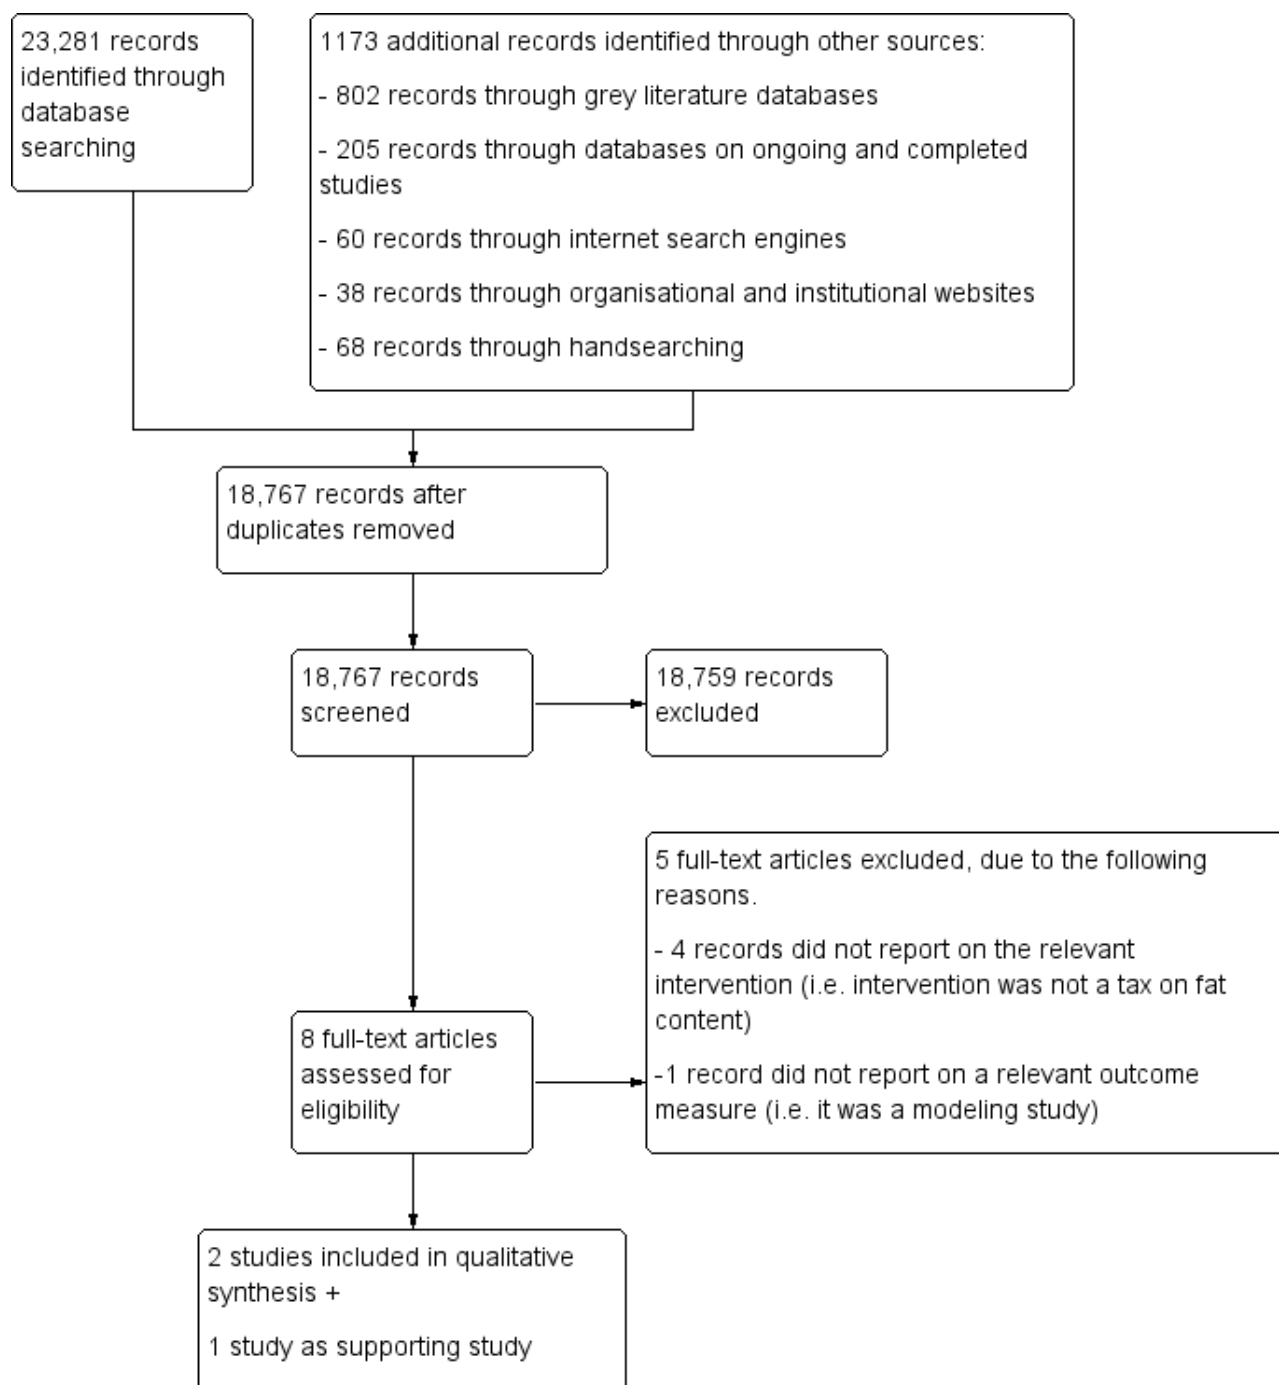 23,281 records
identified through
database
searching
1173 additional records identified through other sources:
- 802 records through grey literature databases
- 205 records through databases on ongoing and completed
studies
- 60 records through internet search engines
- 38 records through organisational and institutional websites
- 68 records through handsearching
18,767 records after
duplicates removed
18,767 records
screened
18,759 records
excluded
5 full-text articles excluded, due to the following
reasons.
- 4 records did not report on the relevant
intervention (i.e. intervention was not a tax on fat
content)
-1 record did not report on a relevant outcome
measure (i.e. it was a modeling study)
8 full-text articles
assessed for
eligibility
2 studies included in qualitative
synthesis +
1 study as supporting study